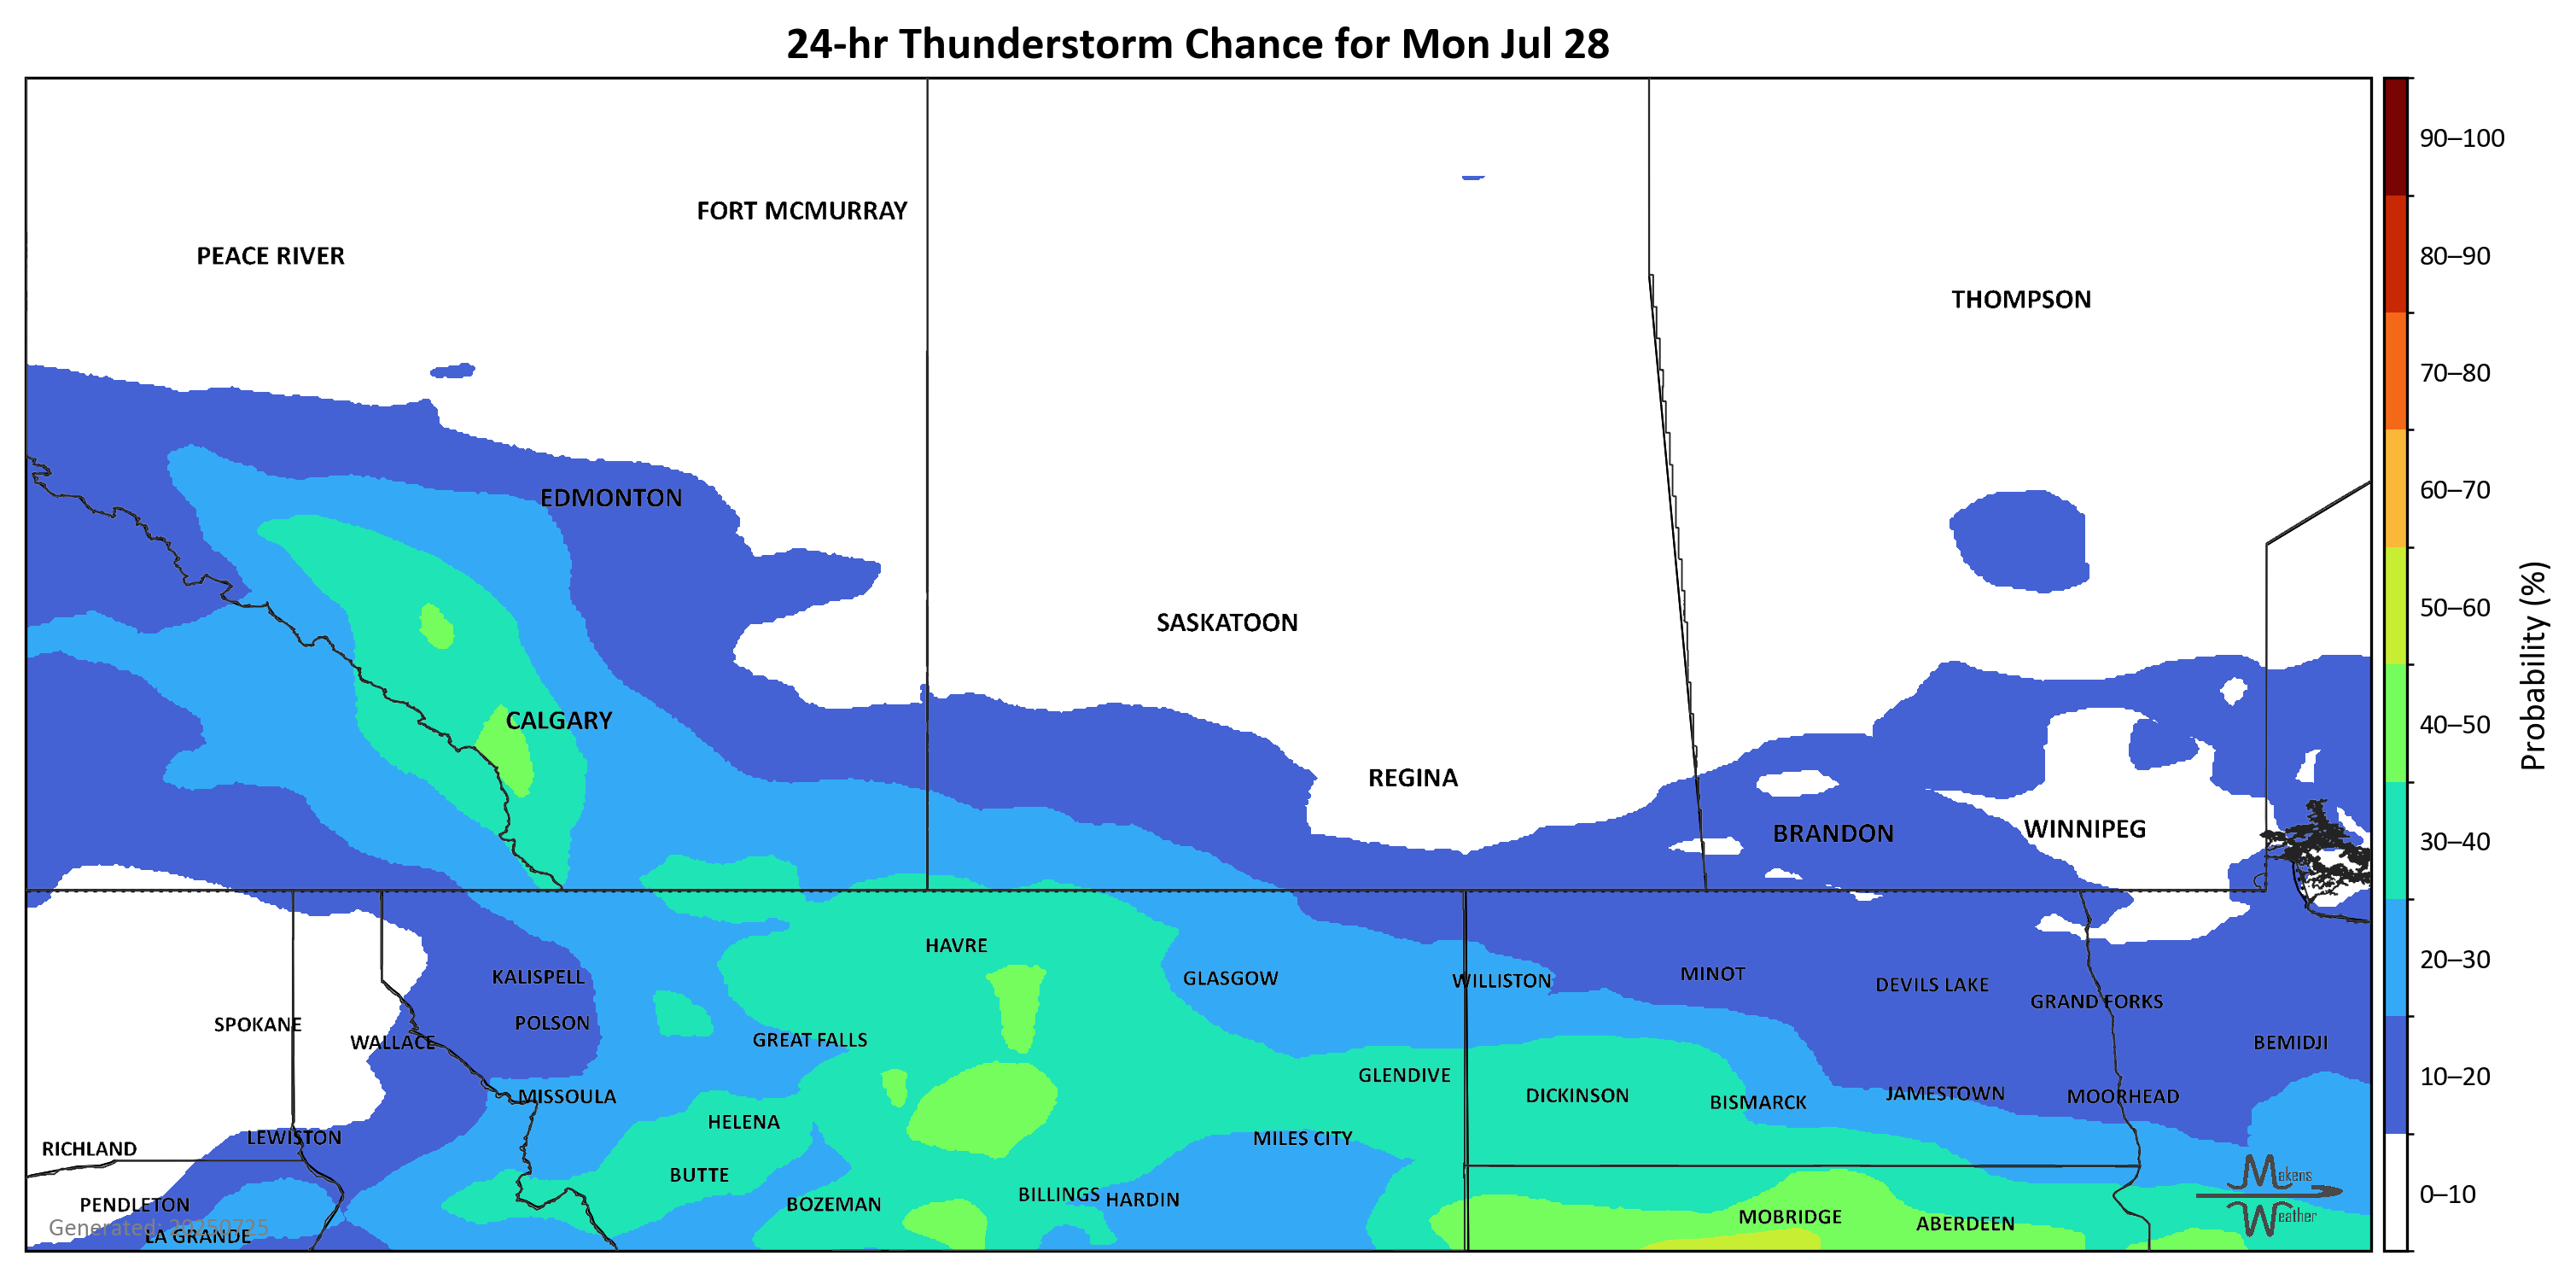 24-hr Thunderstorm Chance for Mon Jul 28
90–100
FORT MCMURRAY
PEACE RIVER
80–90
THOMPSON
70–80
60–70
EDMONTON
50–60
SASKATOON
Probability (%)
CALGARY
40–50
REGINA
BRANDON
WINNIPEG
30–40
HAVRE
20–30
KALISPELL
GLASGOW
WILLISTON
MINOT
DEVILS LAKE
GRAND FORKS
SPOKANE
POLSON
WALLACE
GREAT FALLS
BEMIDJI
GLENDIVE
10–20
MISSOULA
DICKINSON
BISMARCK
JAMESTOWN
MOORHEAD
HELENA
LEWISTON
MILES CITY
RICHLAND
BUTTE
Makens
0–10
PENDLETON
BOZEMAN
BILLINGS
HARDIN
MOBRIDGE
ABERDEEN
Weather
Generated: 20250725
LA GRANDE